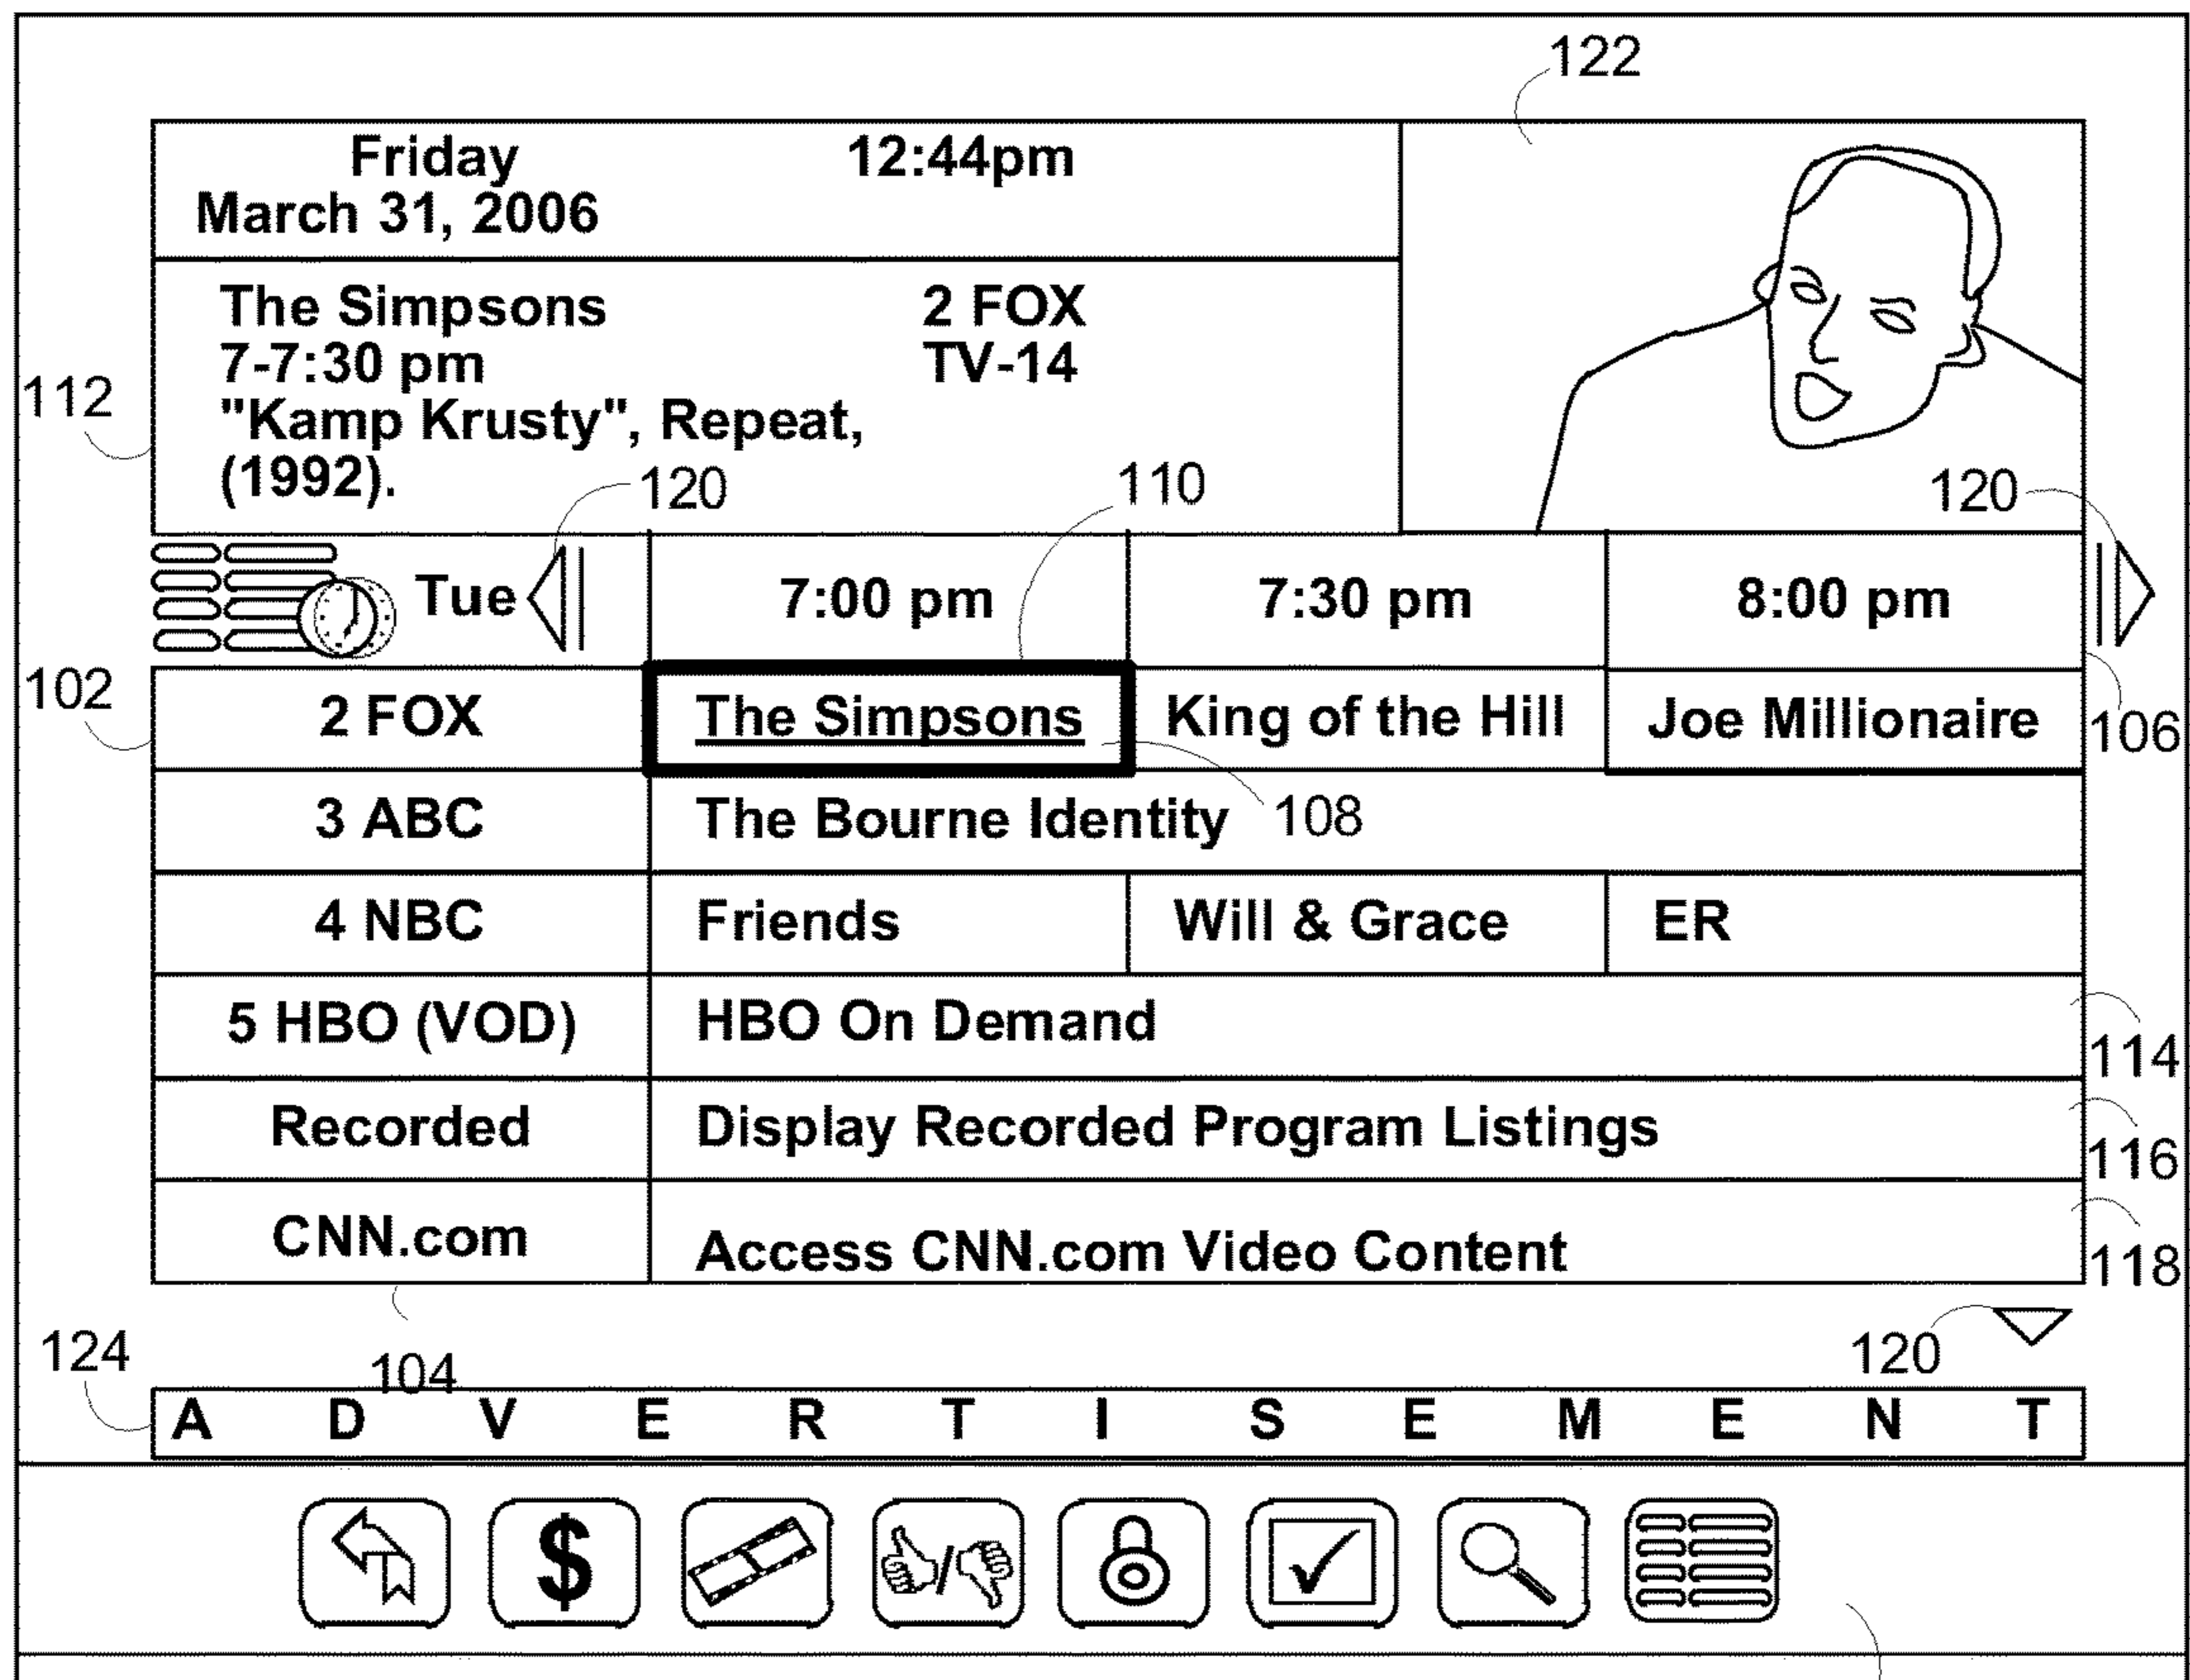 122
Friday 12:44pm
March 31, 2006
The Simpsons 2 FOX
7-7:30 pm TV-14
112
"Kamp Krusty", Repeat,
(1992).
120 110 120
Tue 7:00 pm 7:30 pm 8:00 pm
102
2 FOX The Simpsons King of the Hill Joe Millionaire
106
3 ABC The Bourne Identity 108
4 NBC Friends Will & Grace ER
5 HBO (VOD) HBO On Demand
114
Recorded Display Recorded Program Listings
116
CNN.com Access CNN.com Video Content
118
124 104 120
A D V E R T I S E M E N T
$
/